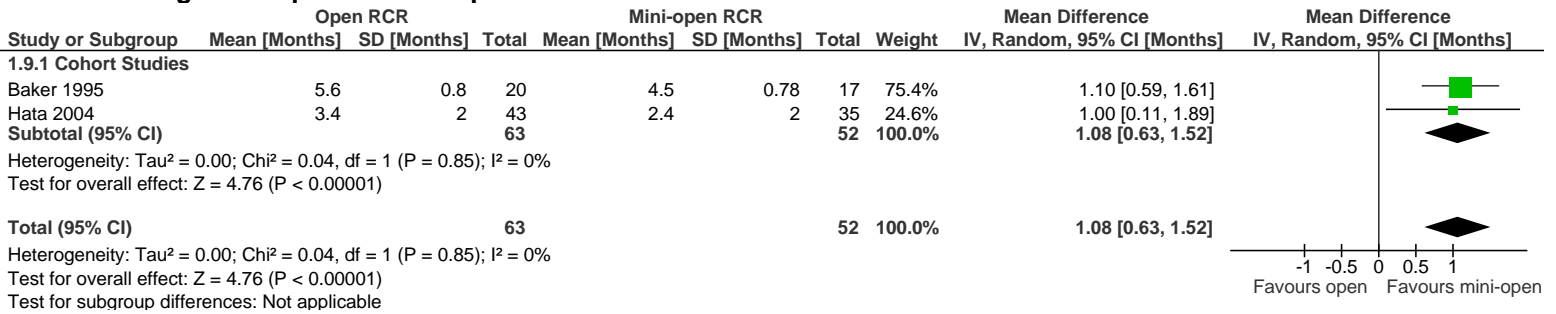 Open RCR Mini-open RCR Mean Difference Mean Difference
Study or Subgroup Mean [Months] SD [Months] Total Mean [Months] SD [Months] Total Weight IV, Random, 95% CI [Months] IV, Random, 95% CI [Months]
1.9.1 Cohort Studies
Baker 1995 5.6 0.8 20 4.5 0.78 17 75.4% 1.10 [0.59, 1.61]
Hata 2004 3.4 2 43 2.4 2 35 24.6% 1.00 [0.11, 1.89]
Subtotal (95% CI) 63 52 100.0% 1.08 [0.63, 1.52]
Heterogeneity: Tau² = 0.00; Chi² = 0.04, df = 1 (P = 0.85); I² = 0%
Test for overall effect: Z = 4.76 (P < 0.00001)
Total (95% CI) 63 52 100.0% 1.08 [0.63, 1.52]
Heterogeneity: Tau² = 0.00; Chi² = 0.04, df = 1 (P = 0.85); I² = 0%
Test for overall effect: Z = 4.76 (P < 0.00001)
Test for subgroup differences: Not applicable
-1 -0.5 0 0.5 1
Favours open Favours mini-open